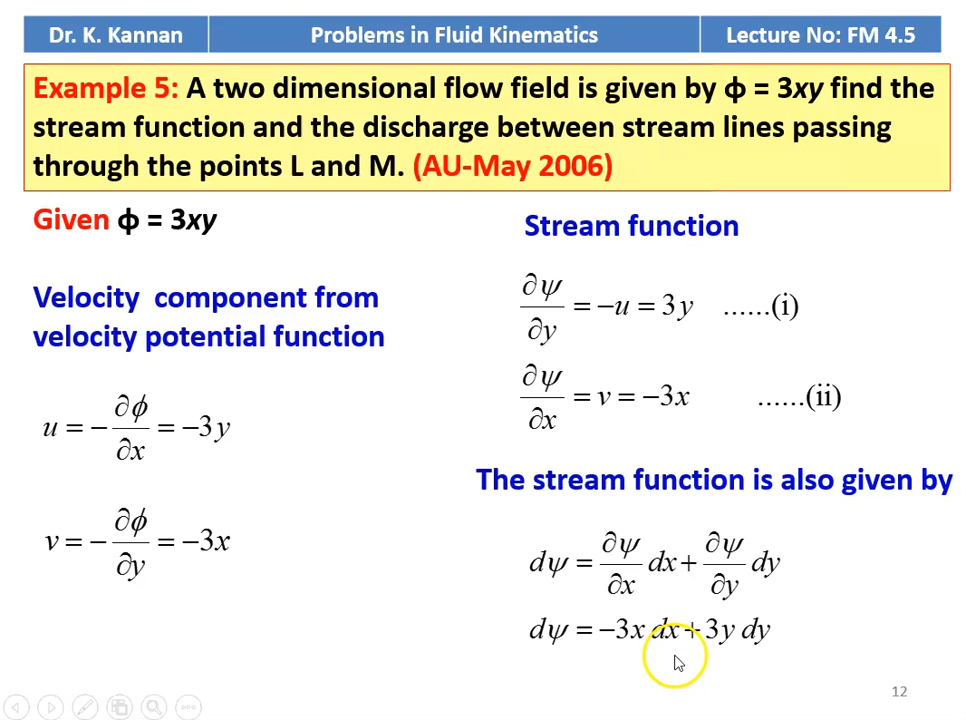 Dr. K. Kannan
Problems in Fluid Kinematics
Lecture No: FM 4.5
Example 5: A two dimensional flow field is given by ϕ = 3xy find the
stream function and the discharge between stream lines passing
through the points L and M. (AU-May 2006)
Given ϕ = 3xy
Velocity component from
velocity potential function
u = −∂ϕ/∂x = −3y
v = −∂ϕ/∂y = −3x
Stream function
∂ψ/∂y = −u = 3y ......(i)
∂ψ/∂x = v = −3x ......(ii)
The stream function is also given by
dψ = ∂ψ/∂x dx + ∂ψ/∂y dy
dψ = −3x dx + 3y dy
12